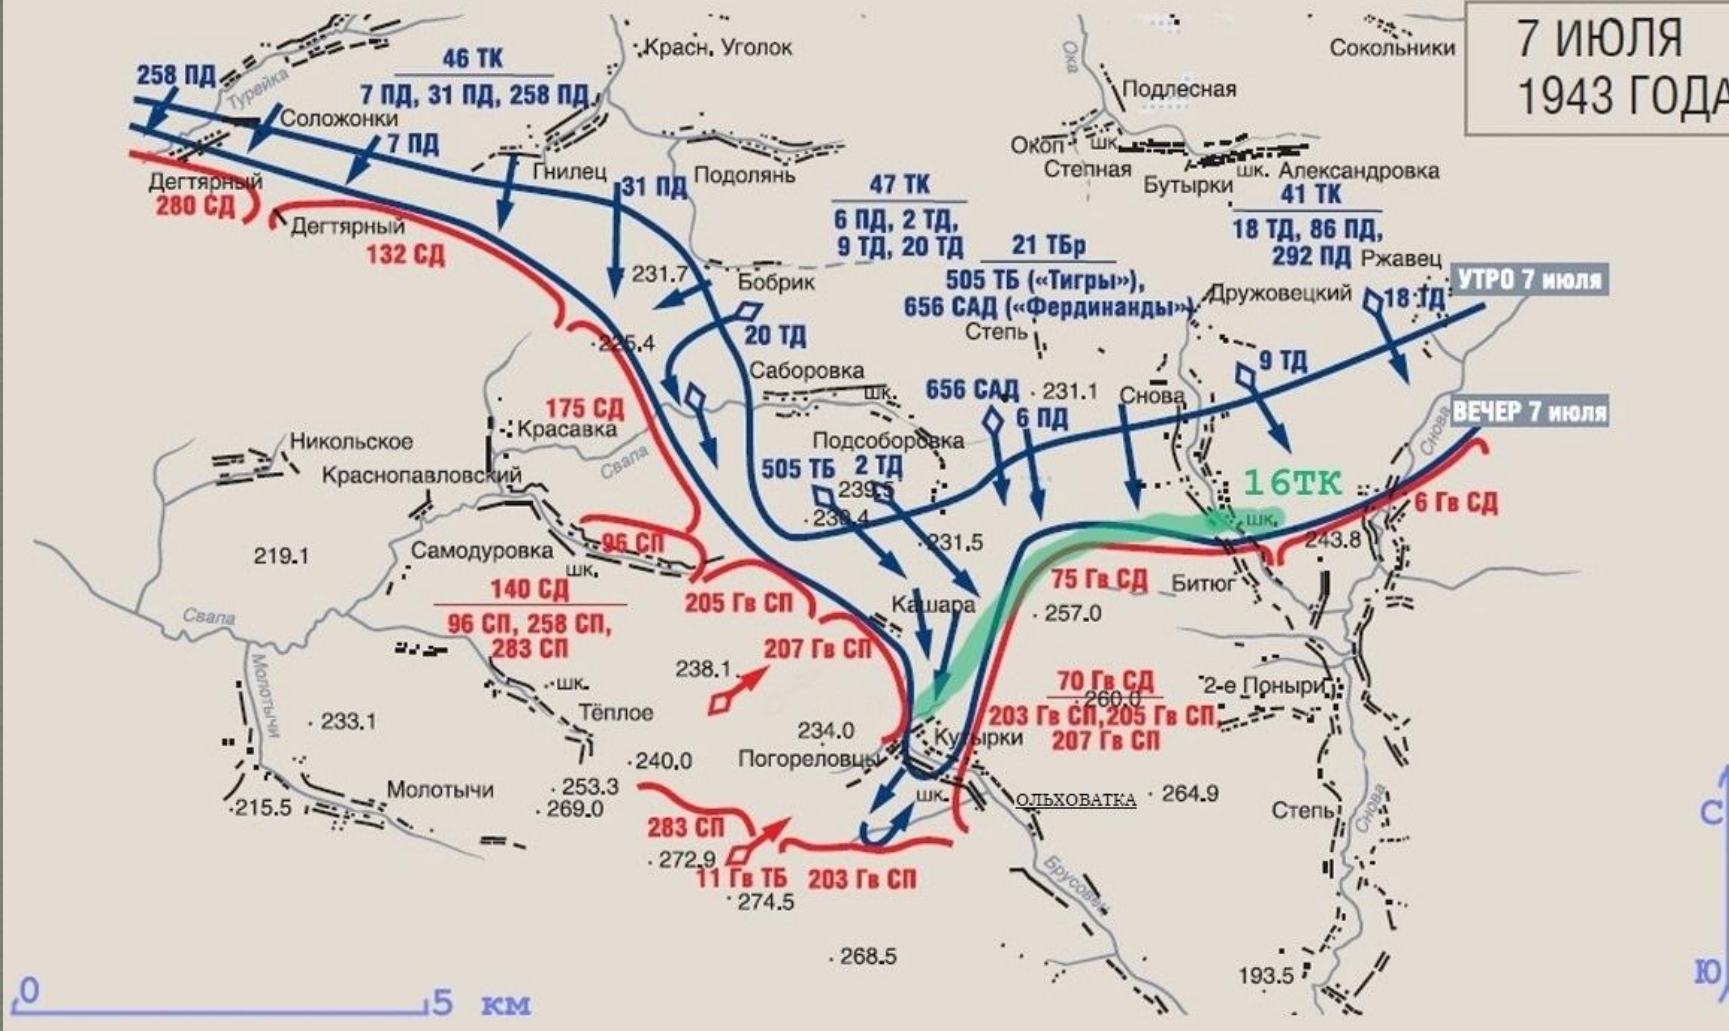 7 ИЮЛЯ
1943 ГОДА
Красн. Уголок
Сокольники
46 ТК
7 ПД, 31 ПД, 258 ПД
258 ПД
Турейка
Ока
Подлесная
Соложонки
7 ПД
Окоп
шк.
Степная
Бутырки
шк. Александровка
Гнилец
31 ПД
Подолянь
Дегтярный
280 СД
47 ТК
6 ПД, 2 ТД,
9 ТД, 20 ТД
41 ТК
18 ТД, 86 ПД,
292 ПД
Ржавец
Дегтярный
132 СД
21 ТБр
505 ТБ («Тигры»),
656 САД («Фердинанды»)
УТРО 7 июля
231.7
Бобрик
Дружовецкий
18 ТД
20 ТД
Степь
225.4
Саборовка
шк.
9 ТД
656 САД
231.1
Снова
6 ПД
ВЕЧЕР 7 июля
Снова
175 СД
Красавка
Никольское
Свапа
Подсоборовка
Краснопавловский
505 ТБ
2 ТД
239.5
230.4
16ТК
6 Гв СД
шк.
231.5
243.8
96 СП
219.1
Самодуровка
шк.
75 Гв СД
Битюг
140 СД
96 СП, 258 СП,
283 СП
205 Гв СП
Кашара
257.0
Свапа
207 Гв СП
Молотычи
238.1
шк.
70 Гв СД
260.0
203 Гв СП,205 Гв СП,
207 Гв СП
2-е Поныри
Тёплое
233.1
234.0
Кутырки
240.0
Погореловцы
253.3
269.0
Молотычи
215.5
шк.
ОЛЬХОВАТКА
264.9
Степь
Снова
С
283 СП
272.9
11 Гв ТБ
203 Гв СП
274.5
Брусовец
268.5
193.5
Ю
0
5 км